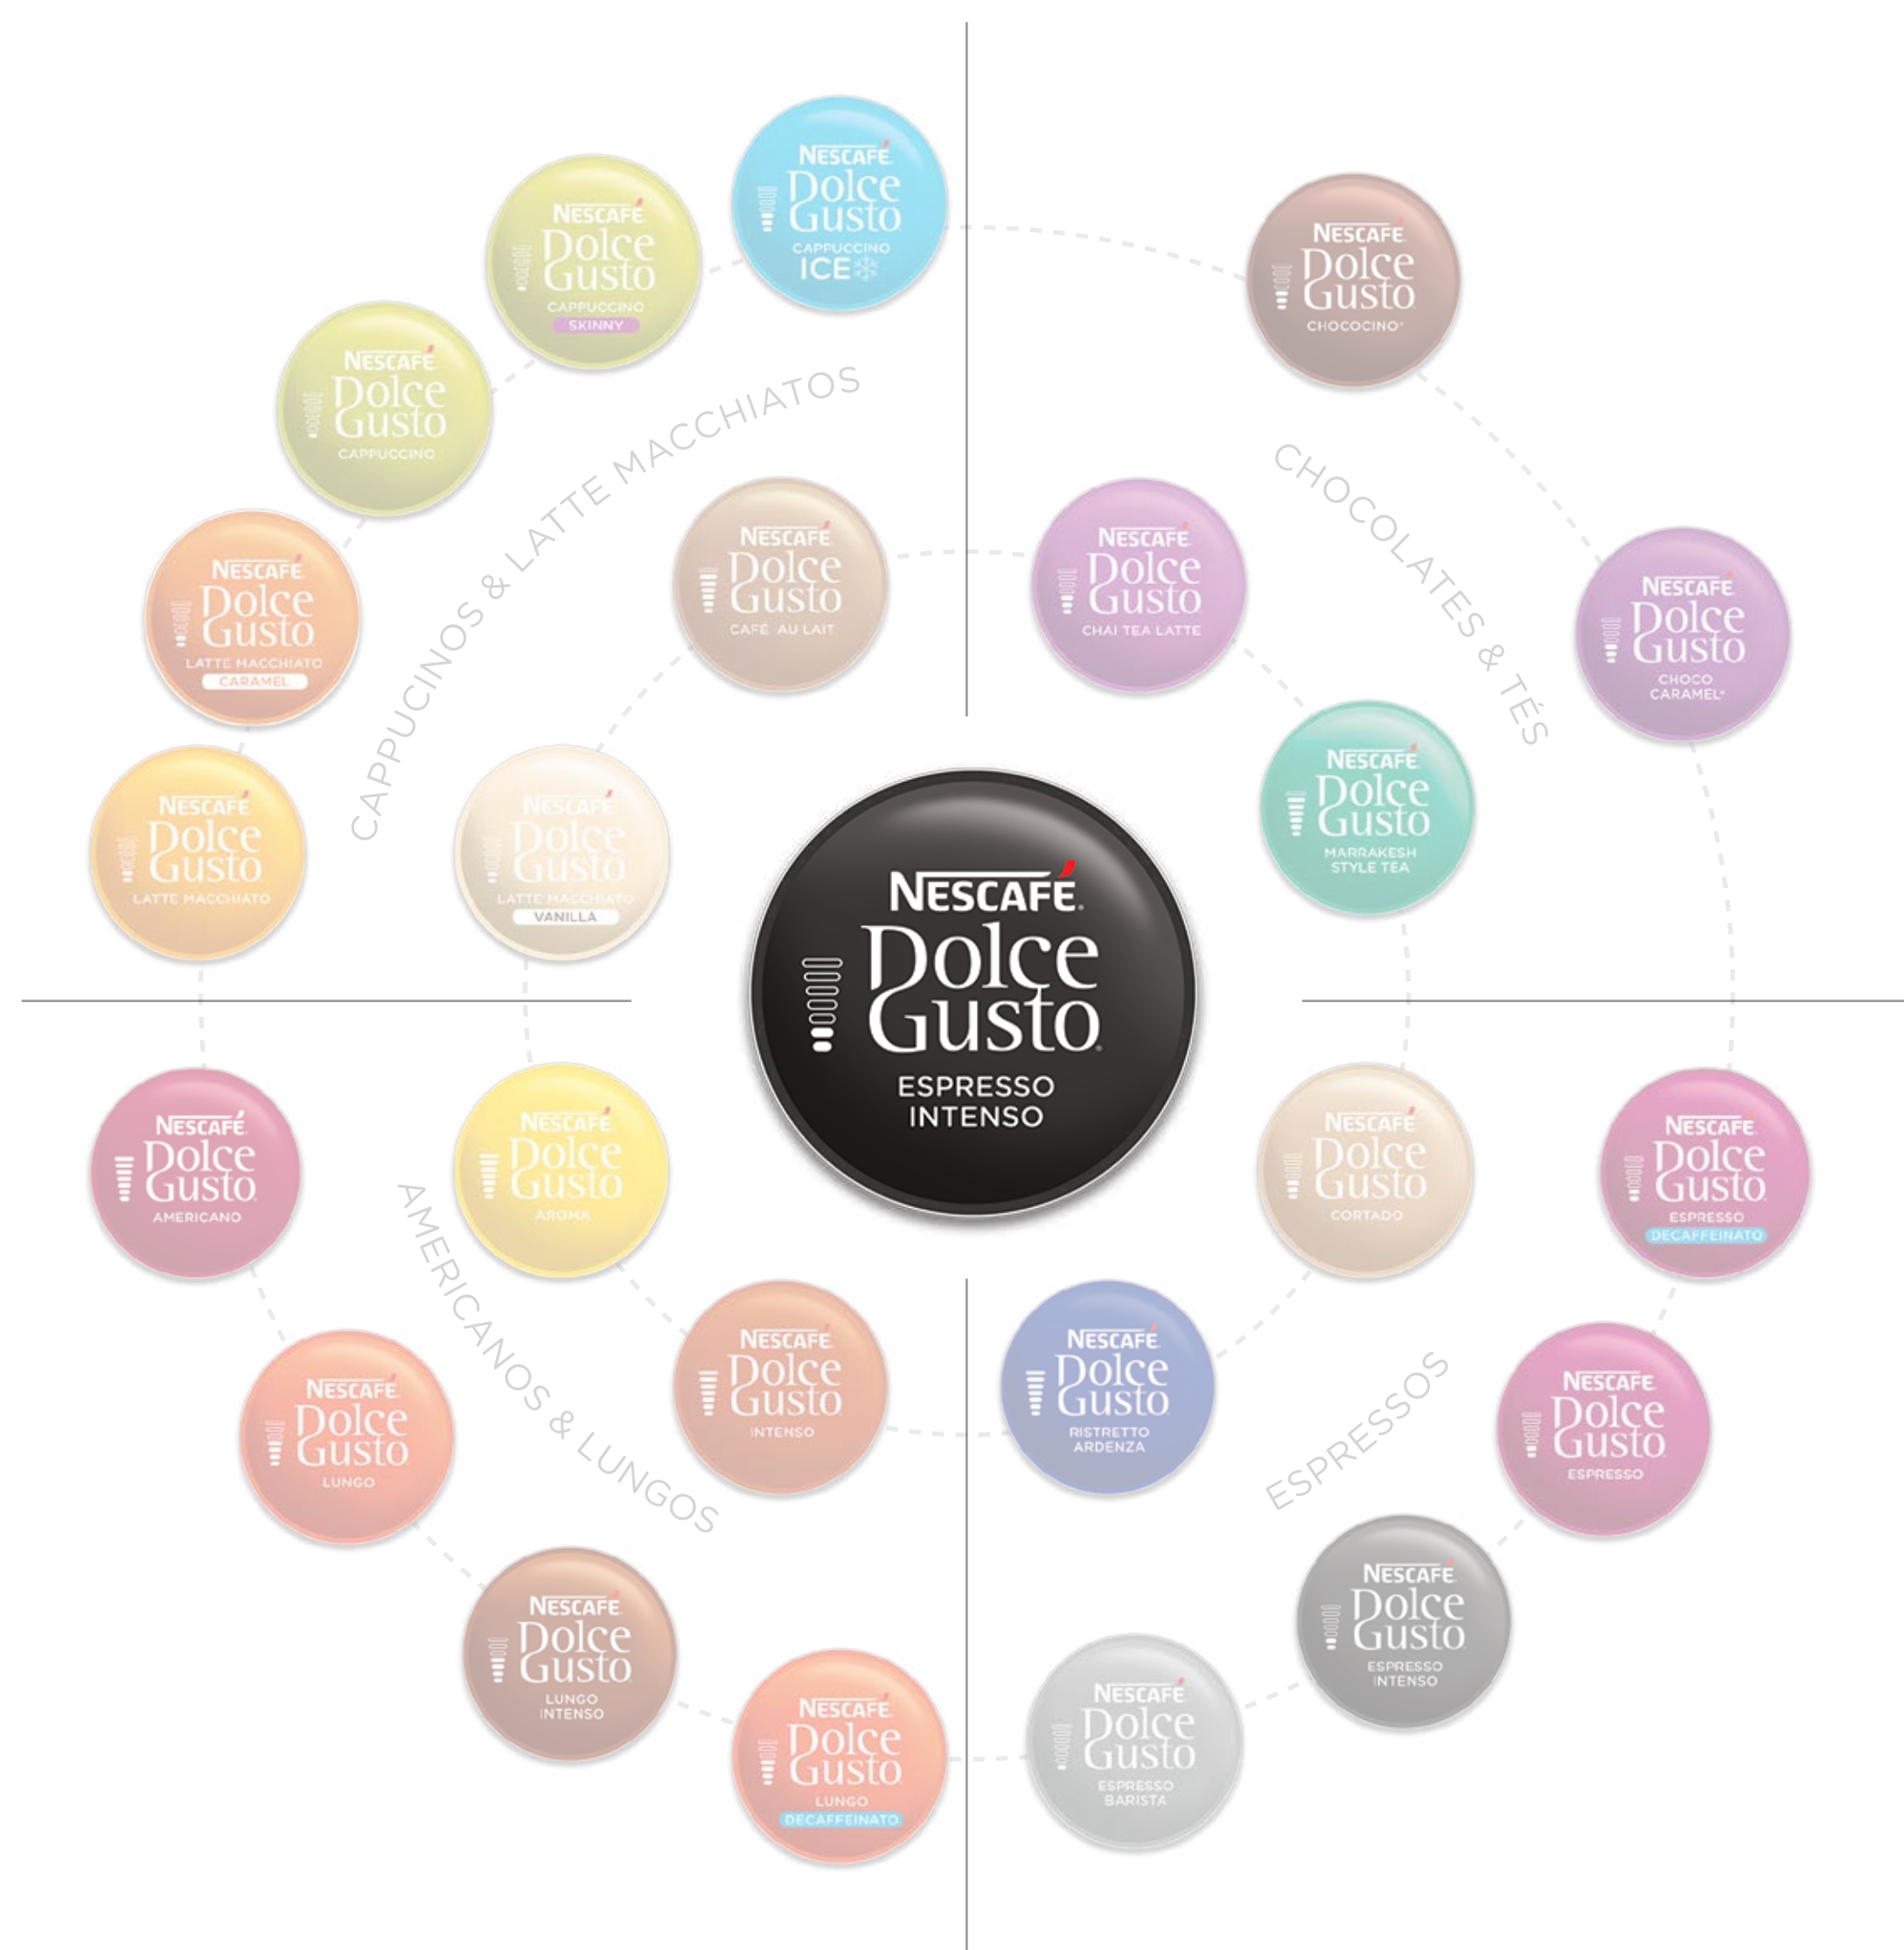 NESCAFÉ
Dolce
Gusto
CAPPUCCINO
ICE
NESCAFÉ
Dolce
Gusto
CAPPUCCINO
SKINNY
NESCAFÉ
Dolce
Gusto
CAPPUCCINO
NESCAFÉ
Dolce
Gusto
LATTE MACCHIATO
CARAMEL
NESCAFÉ
Dolce
Gusto
LATTE MACCHIATO
CAPPUCINOS & LATTE MACCHIATOS
NESCAFÉ
Dolce
Gusto
CAFÉ AU LAIT
NESCAFÉ
Dolce
Gusto
LATTE MACCHIATO
VANILLA
NESCAFÉ
Dolce
Gusto
CHOCOCINO®
CHOCOLATES & TÉS
NESCAFÉ
Dolce
Gusto
CHAI TEA LATTE
NESCAFÉ
Dolce
Gusto
CHOCO
CARAMEL*
NESCAFÉ
Dolce
Gusto
MARRAKESH
STYLE TEA
NESCAFÉ®
Dolce
Gusto®
ESPRESSO
INTENSO
NESCAFÉ
Dolce
Gusto
AMERICANO
NESCAFÉ
Dolce
Gusto
AROMA
AMERICANOS & LUNGOS
NESCAFÉ
Dolce
Gusto
LUNGO
NESCAFÉ
Dolce
Gusto
INTENSO
NESCAFÉ
Dolce
Gusto
LUNGO
INTENSO
NESCAFÉ
Dolce
Gusto
LUNGO
DECAFFEINATO
NESCAFÉ
Dolce
Gusto
CORTADO
NESCAFÉ
Dolce
Gusto
ESPRESSO
DECAFFEINATO
NESCAFÉ
Dolce
Gusto
RISTRETTO
ARDENZA
ESPRESSOS
NESCAFÉ
Dolce
Gusto
ESPRESSO
NESCAFÉ
Dolce
Gusto
ESPRESSO
INTENSO
NESCAFÉ
Dolce
Gusto
ESPRESSO
BARISTA